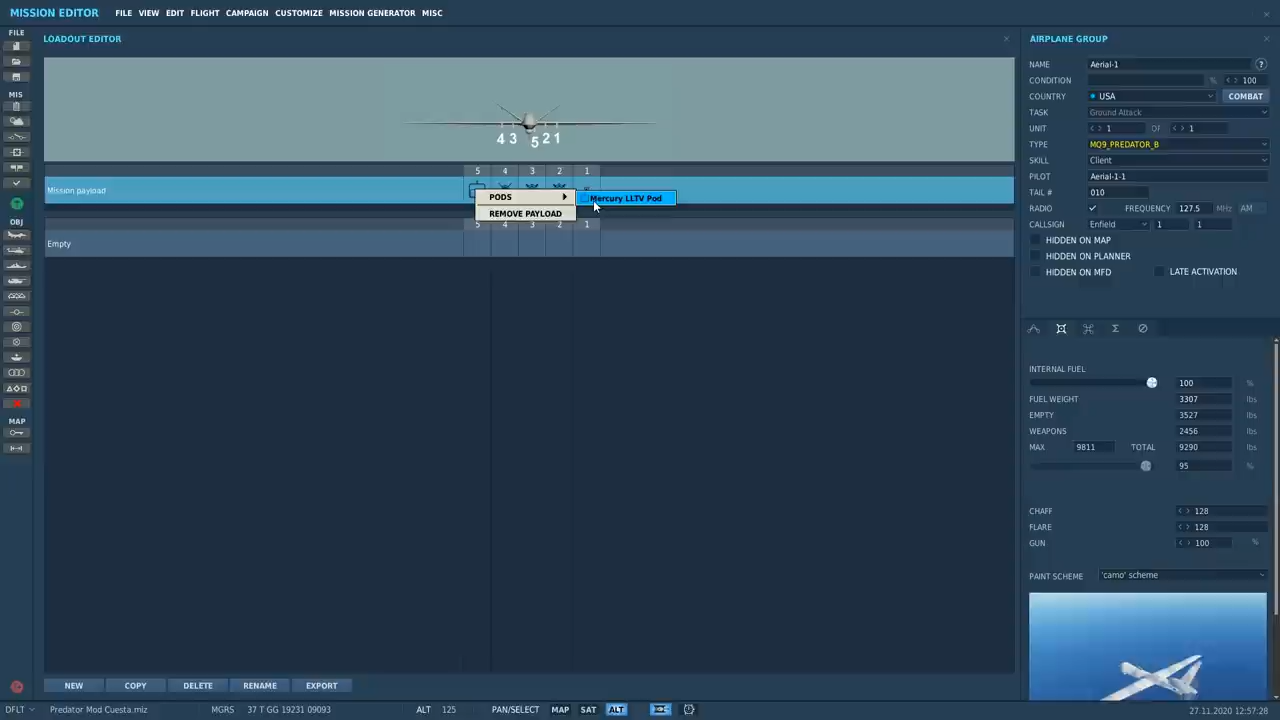 MISSION EDITOR FILE VIEW EDIT FLIGHT CAMPAIGN CUSTOMIZE MISSION GENERATOR MISC
FILE
LOADOUT EDITOR
4 3 5 2 1
5 4 3 2 1
Mission payload
PODS
Mercury LLTV Pod
REMOVE PAYLOAD
5 4 3 2 1
Empty
MIS
OBJ
MAP
NEW COPY DELETE RENAME EXPORT
AIRPLANE GROUP
NAME Aerial-1 ?
CONDITION % <> 100
COUNTRY USA COMBAT
TASK Ground Attack
UNIT <> 1 OF <> 1
TYPE MQ9_PREDATOR_B
SKILL Client
PILOT Aerial-1-1
TAIL # 010
RADIO FREQUENCY 127.5 MHz AM
CALLSIGN Enfield 1 1
HIDDEN ON MAP
HIDDEN ON PLANNER
HIDDEN ON MFD LATE ACTIVATION
INTERNAL FUEL
100 %
FUEL WEIGHT 3307 lbs
EMPTY 3527 lbs
WEAPONS 2456 lbs
MAX 9811 TOTAL 9290 lbs
95 %
CHAFF <> 128
FLARE <> 128
GUN <> 100 %
PAINT SCHEME 'camo' scheme
DFLT Predator Mod Cuesta.miz MGRS 37 T GG 19231 09093 ALT 125 PAN/SELECT MAP SAT ALT 27.11.2020 12:57:28